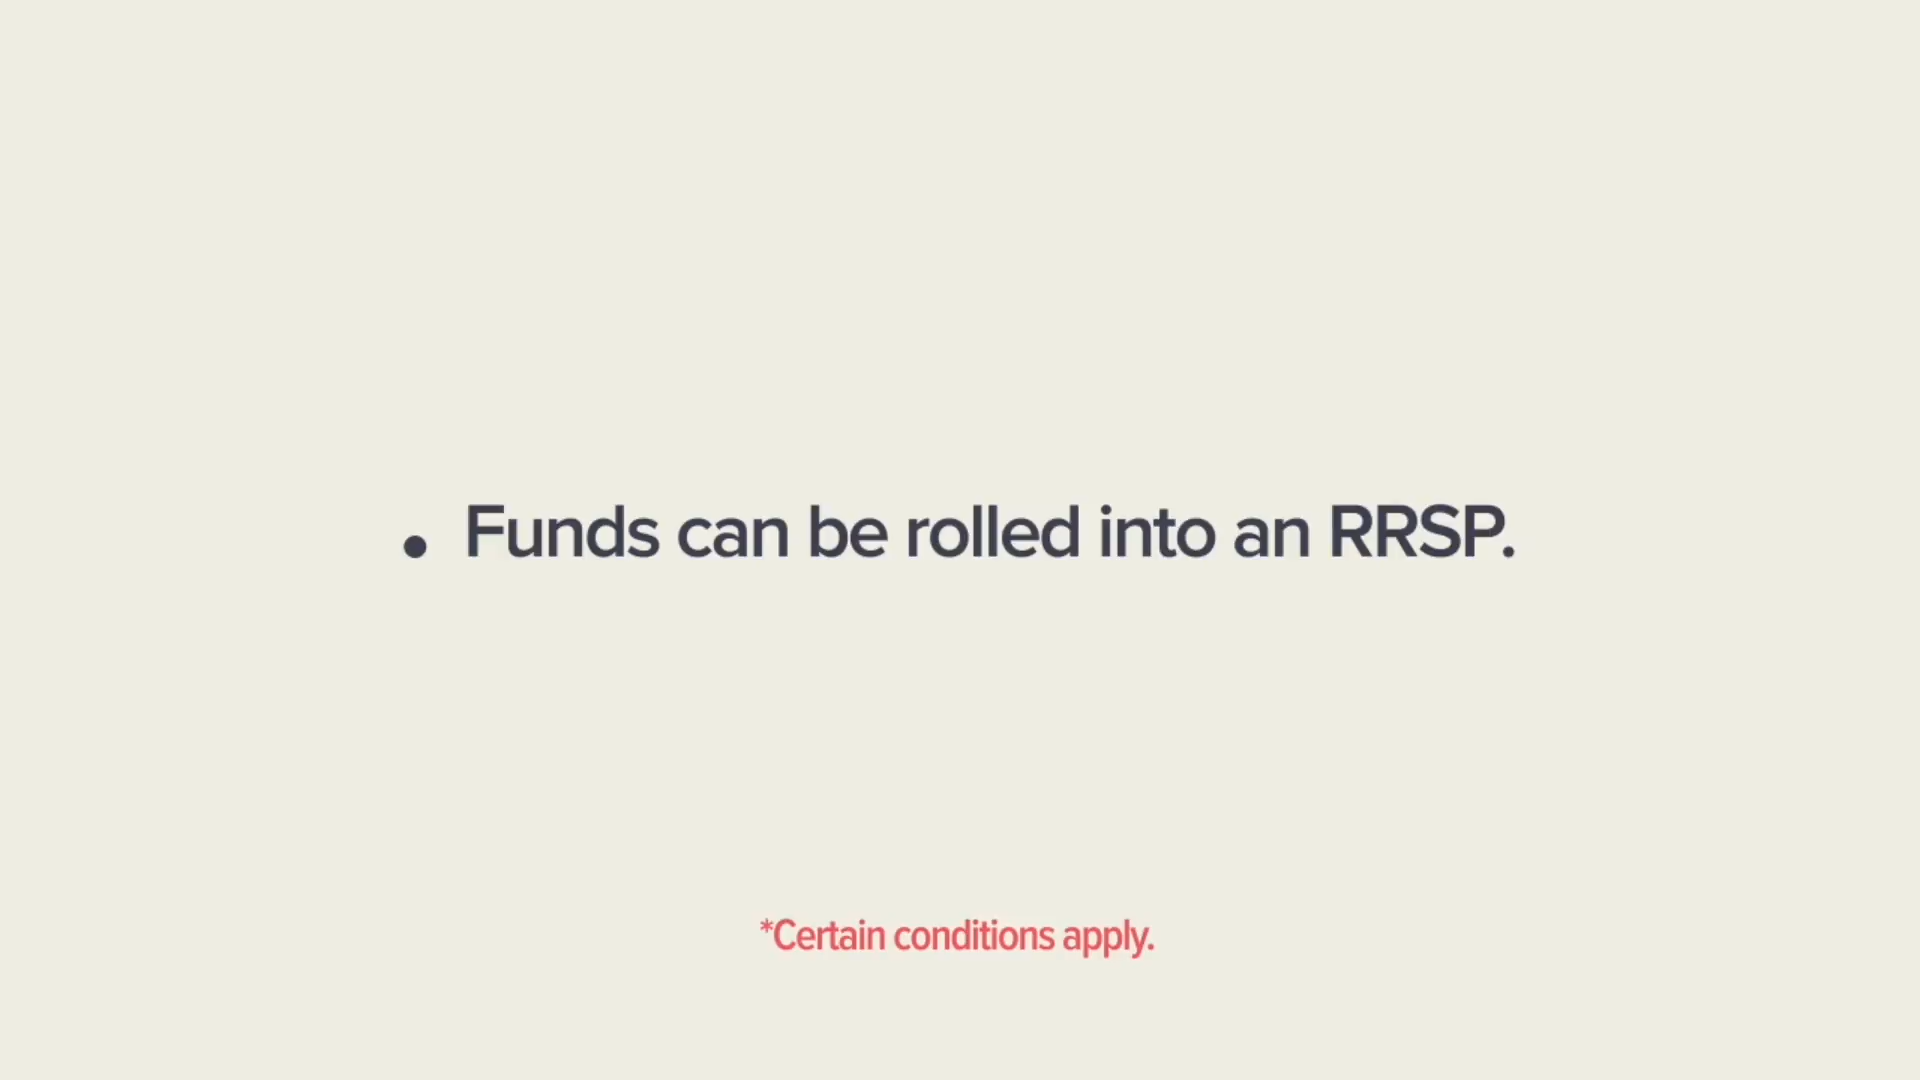 • Funds can be rolled into an RRSP.
*Certain conditions apply.